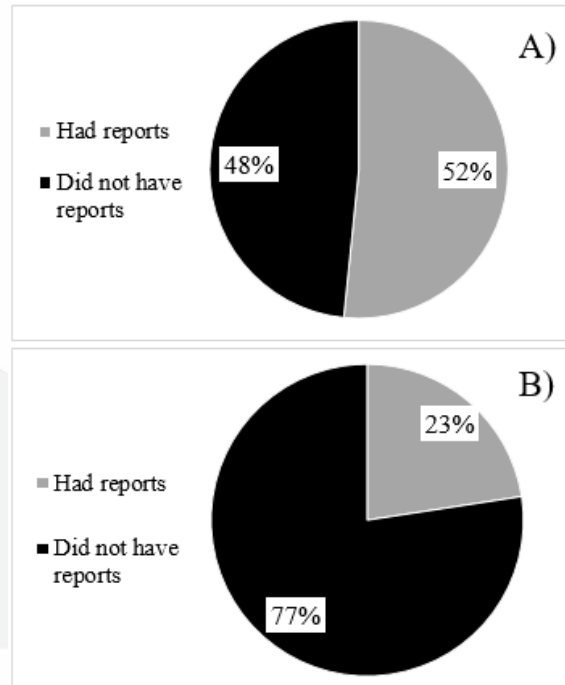 A)
Had reports
Did not have
reports
48%
52%
B)
Had reports
Did not have
reports
23%
77%